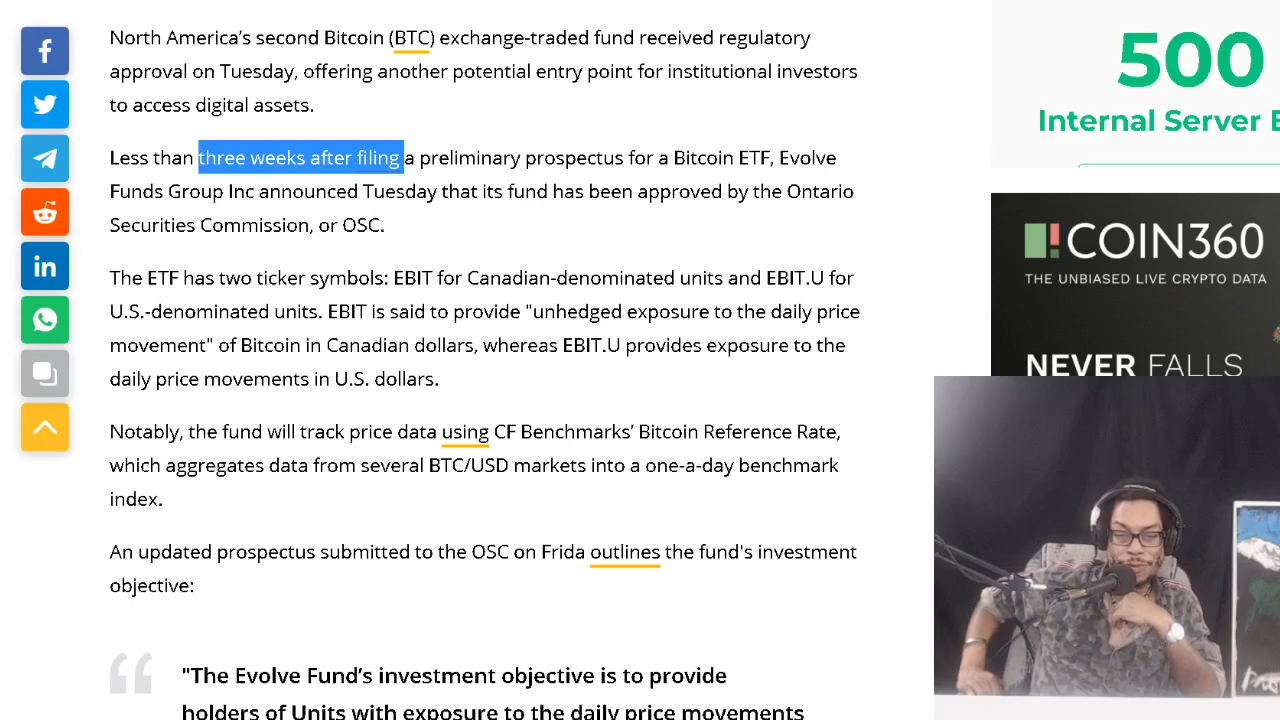 North America’s second Bitcoin (BTC) exchange-traded fund received regulatory
approval on Tuesday, offering another potential entry point for institutional investors
to access digital assets.
Less than three weeks after filing a preliminary prospectus for a Bitcoin ETF, Evolve
Funds Group Inc announced Tuesday that its fund has been approved by the Ontario
Securities Commission, or OSC.
The ETF has two ticker symbols: EBIT for Canadian-denominated units and EBIT.U for
U.S.-denominated units. EBIT is said to provide "unhedged exposure to the daily price
movement" of Bitcoin in Canadian dollars, whereas EBIT.U provides exposure to the
daily price movements in U.S. dollars.
Notably, the fund will track price data using CF Benchmarks’ Bitcoin Reference Rate,
which aggregates data from several BTC/USD markets into a one-a-day benchmark
index.
An updated prospectus submitted to the OSC on Frida outlines the fund's investment
objective:
"The Evolve Fund’s investment objective is to provide
holders of Units with exposure to the daily price movements
500
Internal Server E
COIN360
THE UNBIASED LIVE CRYPTO DATA
NEVER FALLS